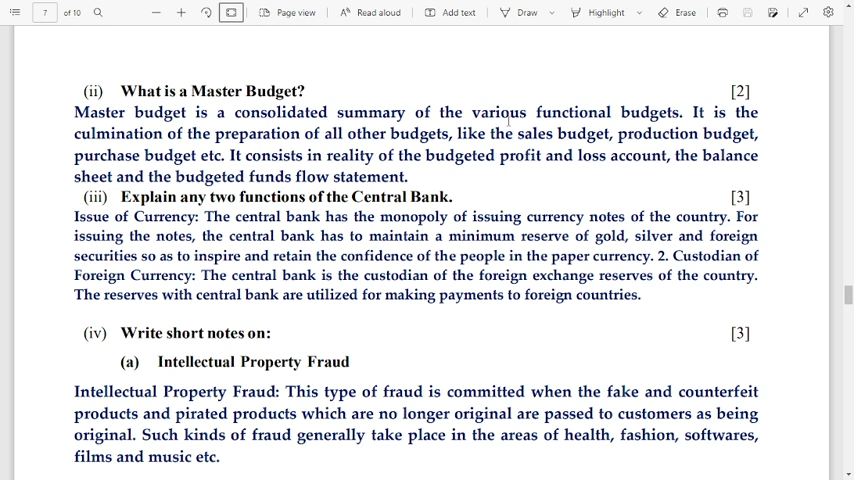 7 of 10 Page view Read aloud Add text Draw Highlight Erase
(ii) What is a Master Budget? [2]
Master budget is a consolidated summary of the various functional budgets. It is the
culmination of the preparation of all other budgets, like the sales budget, production budget,
purchase budget etc. It consists in reality of the budgeted profit and loss account, the balance
sheet and the budgeted funds flow statement.
(iii) Explain any two functions of the Central Bank. [3]
Issue of Currency: The central bank has the monopoly of issuing currency notes of the country. For
issuing the notes, the central bank has to maintain a minimum reserve of gold, silver and foreign
securities so as to inspire and retain the confidence of the people in the paper currency. 2. Custodian of
Foreign Currency: The central bank is the custodian of the foreign exchange reserves of the country.
The reserves with central bank are utilized for making payments to foreign countries.
(iv) Write short notes on: [3]
(a) Intellectual Property Fraud
Intellectual Property Fraud: This type of fraud is committed when the fake and counterfeit
products and pirated products which are no longer original are passed to customers as being
original. Such kinds of fraud generally take place in the areas of health, fashion, softwares,
films and music etc.